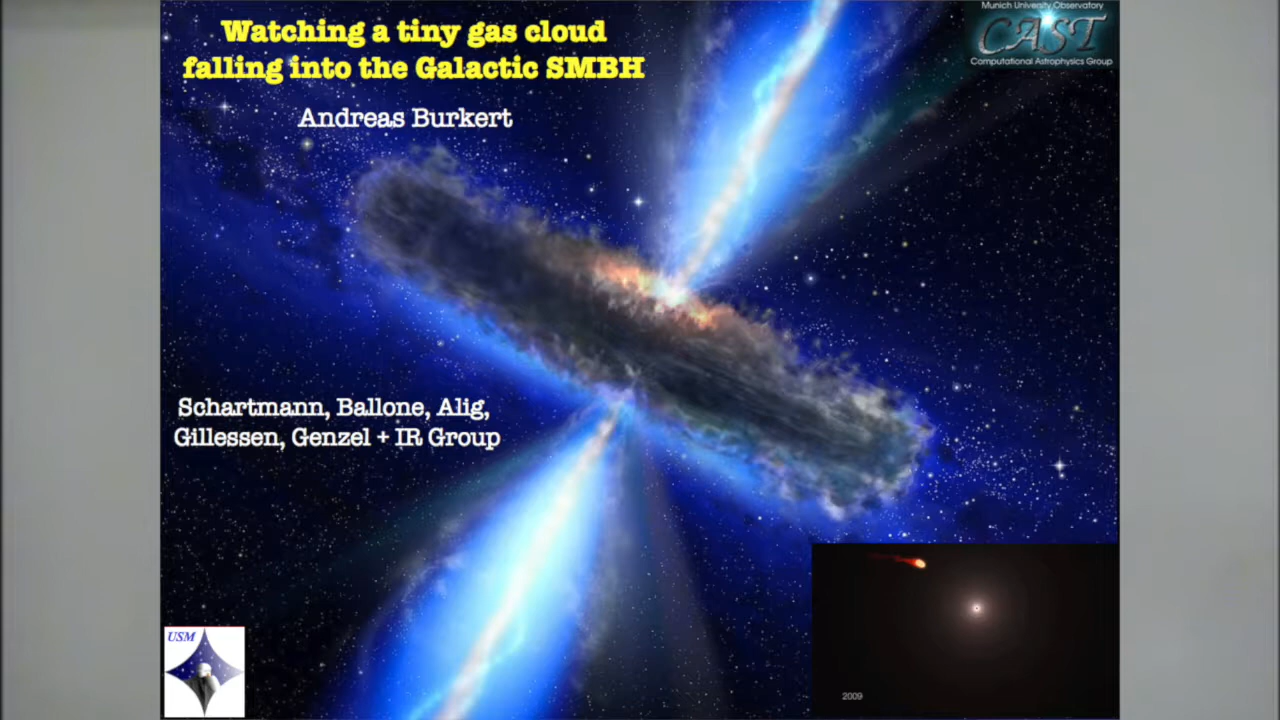 Watching a tiny gas cloud
falling into the Galactic SMBH
Andreas Burkert
Munich University Observatory
CAST
Computational Astrophysics Group
Schartmann, Ballone, Alig,
Gillessen, Genzel + IR Group
USM
2009